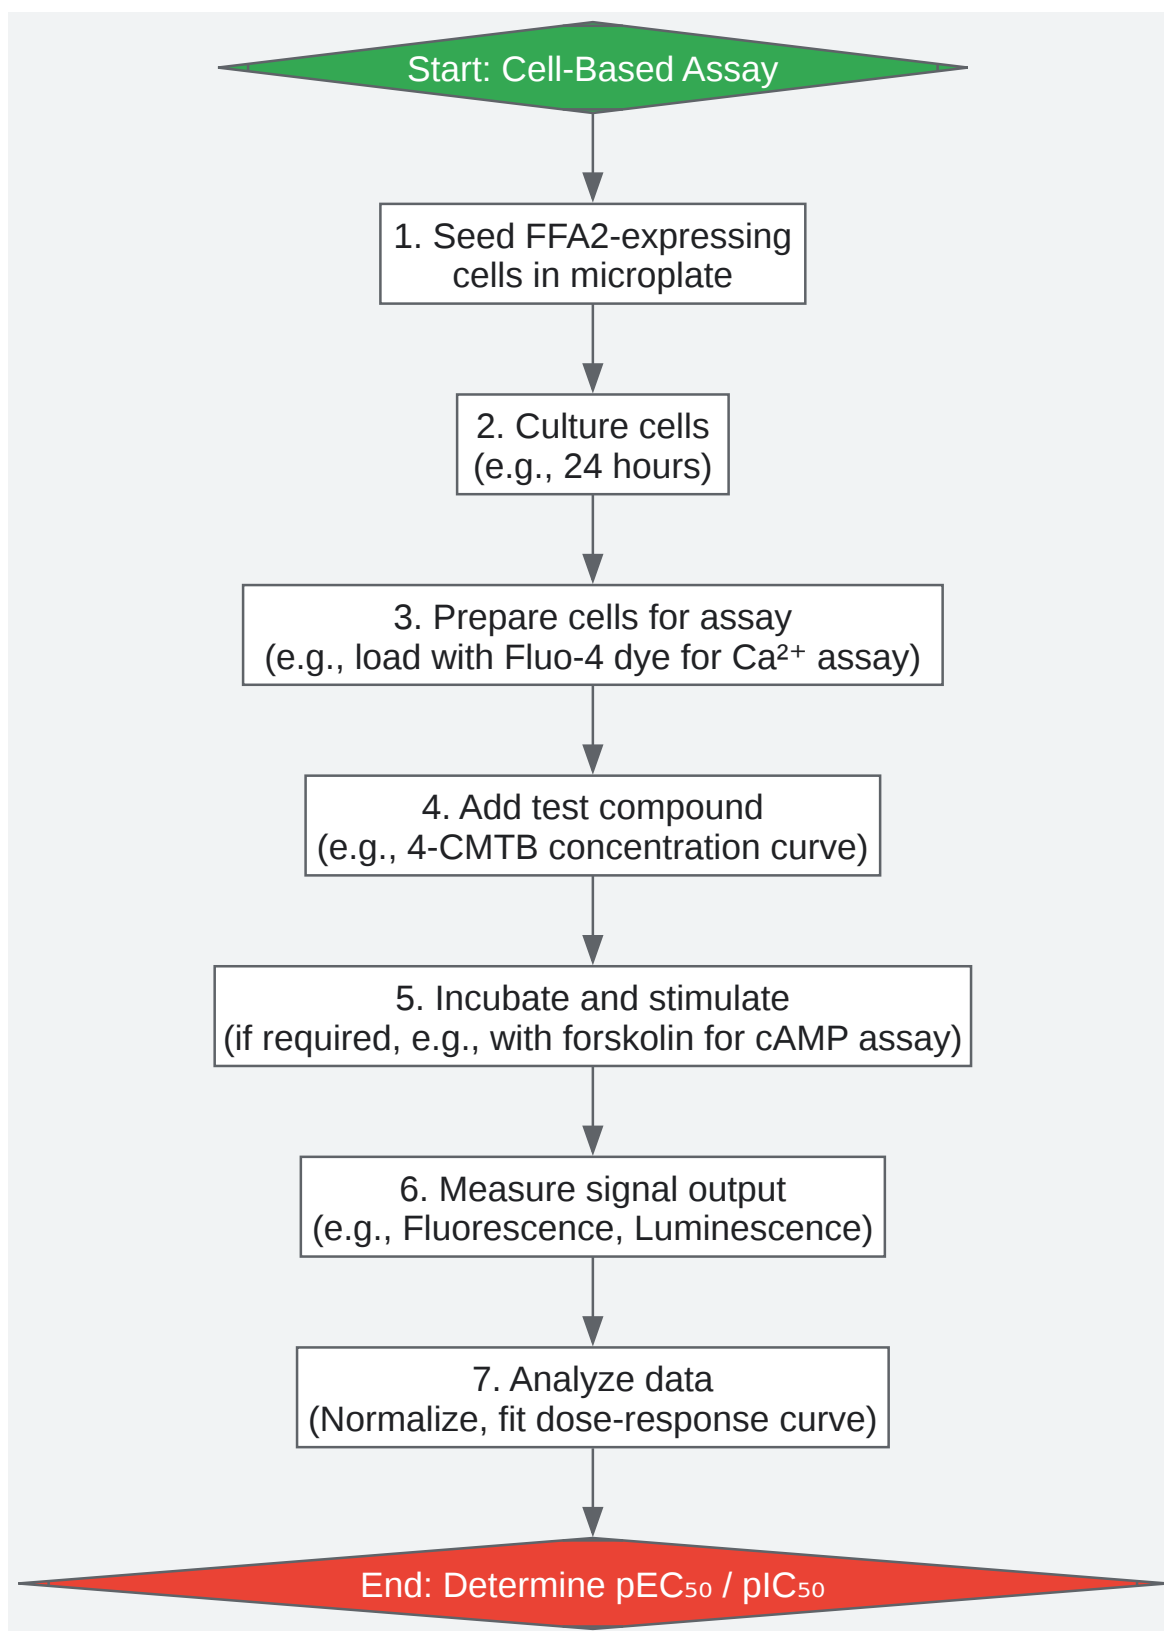 Start: Cell-Based Assay
1. Seed FFA2-expressing
cells in microplate
2. Culture cells
(e.g., 24 hours)
3. Prepare cells for assay
(e.g., load with Fluo-4 dye for Ca²⁺ assay)
4. Add test compound
(e.g., 4-CMTB concentration curve)
5. Incubate and stimulate
(if required, e.g., with forskolin for cAMP assay)
6. Measure signal output
(e.g., Fluorescence, Luminescence)
7. Analyze data
(Normalize, fit dose-response curve)
End: Determine pEC₅₀ / pIC₅₀